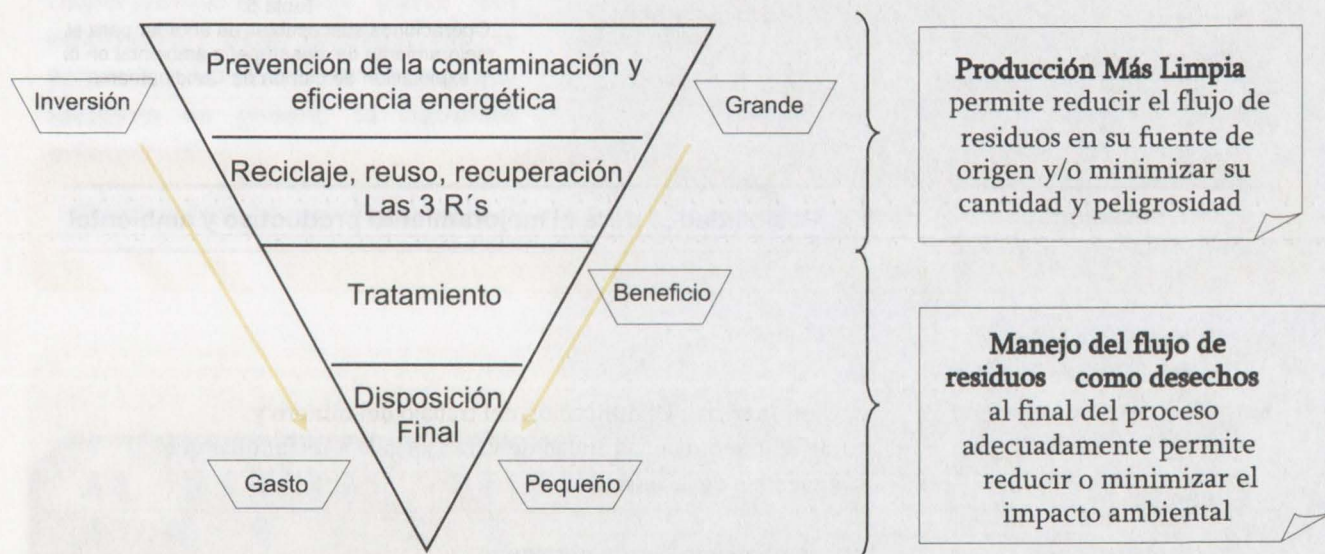 Prevención de la contaminación y
eficiencia energética
Inversión
Grande
Reciclaje, reuso, recuperación
Las 3 R´s
Tratamiento
Beneficio
Disposición
Final
Gasto
Pequeño
Producción Más Limpia
permite reducir el flujo de
residuos en su fuente de
origen y/o minimizar su
cantidad y peligrosidad
Manejo del flujo de
residuos como desechos
al final del proceso
adecuadamente permite
reducir o minimizar el
impacto ambiental